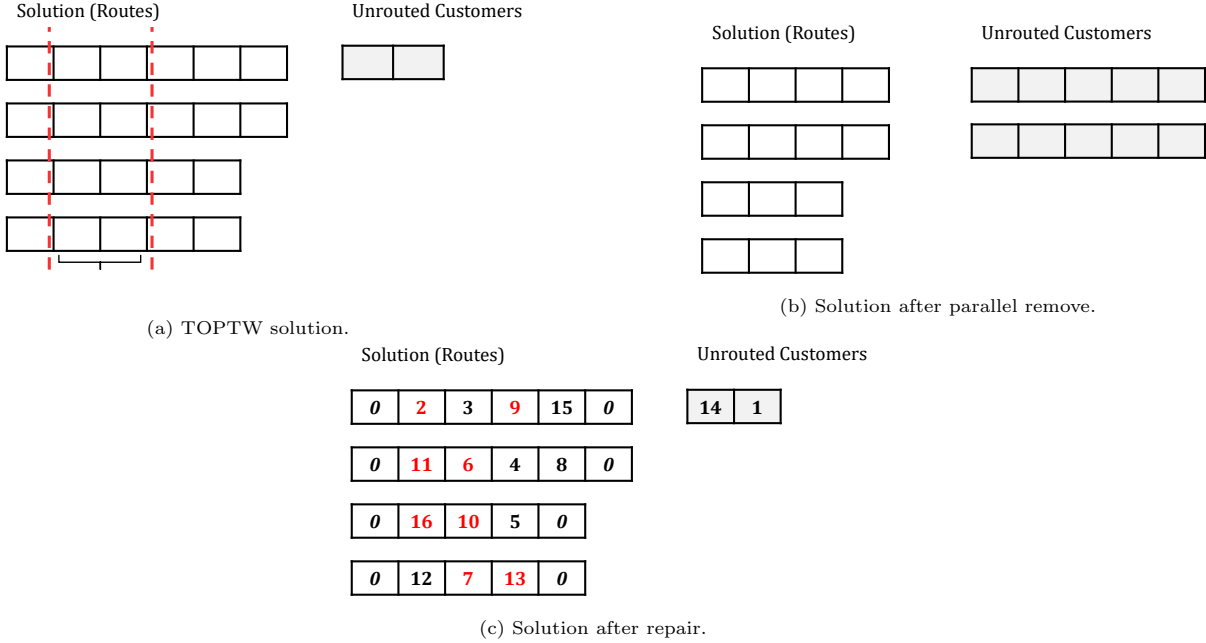 Solution (Routes)
Unrouted Customers
(a) TOPTW solution.
Solution (Routes)
Unrouted Customers
(b) Solution after parallel remove.
Solution (Routes)
Unrouted Customers
0 2 3 9 15 0
14 1
0 11 6 4 8 0
0 16 10 5 0
0 12 7 13 0
(c) Solution after repair.